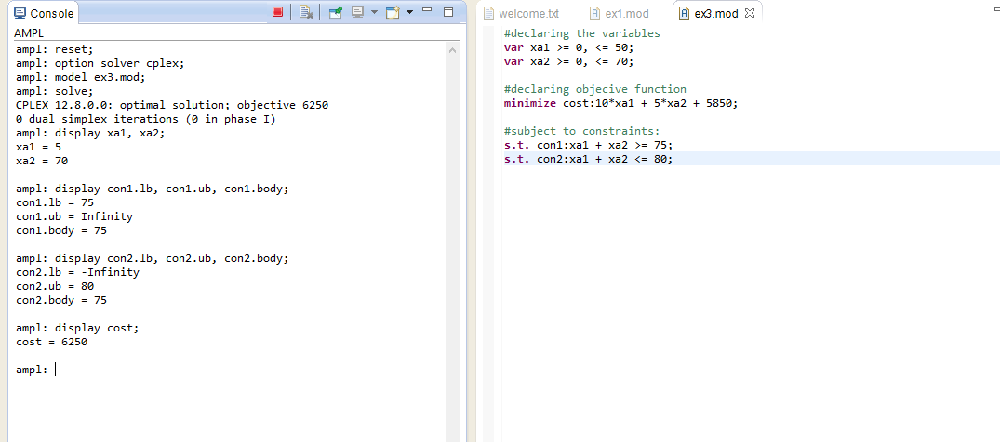 Console
AMPL
ampl: reset;
ampl: option solver cplex;
ampl: model ex3.mod;
ampl: solve;
CPLEX 12.8.0.0: optimal solution; objective 6250
0 dual simplex iterations (0 in phase I)
ampl: display xa1, xa2;
xa1 = 5
xa2 = 70
ampl: display con1.lb, con1.ub, con1.body;
con1.lb = 75
con1.ub = Infinity
con1.body = 75
ampl: display con2.lb, con2.ub, con2.body;
con2.lb = -Infinity
con2.ub = 80
con2.body = 75
ampl: display cost;
cost = 6250
ampl:
welcome.txt ex1.mod ex3.mod
#declaring the variables
var xa1 >= 0, <= 50;
var xa2 >= 0, <= 70;
#declaring objecive function
minimize cost:10*xa1 + 5*xa2 + 5850;
#subject to constraints:
s.t. con1:xa1 + xa2 >= 75;
s.t. con2:xa1 + xa2 <= 80;